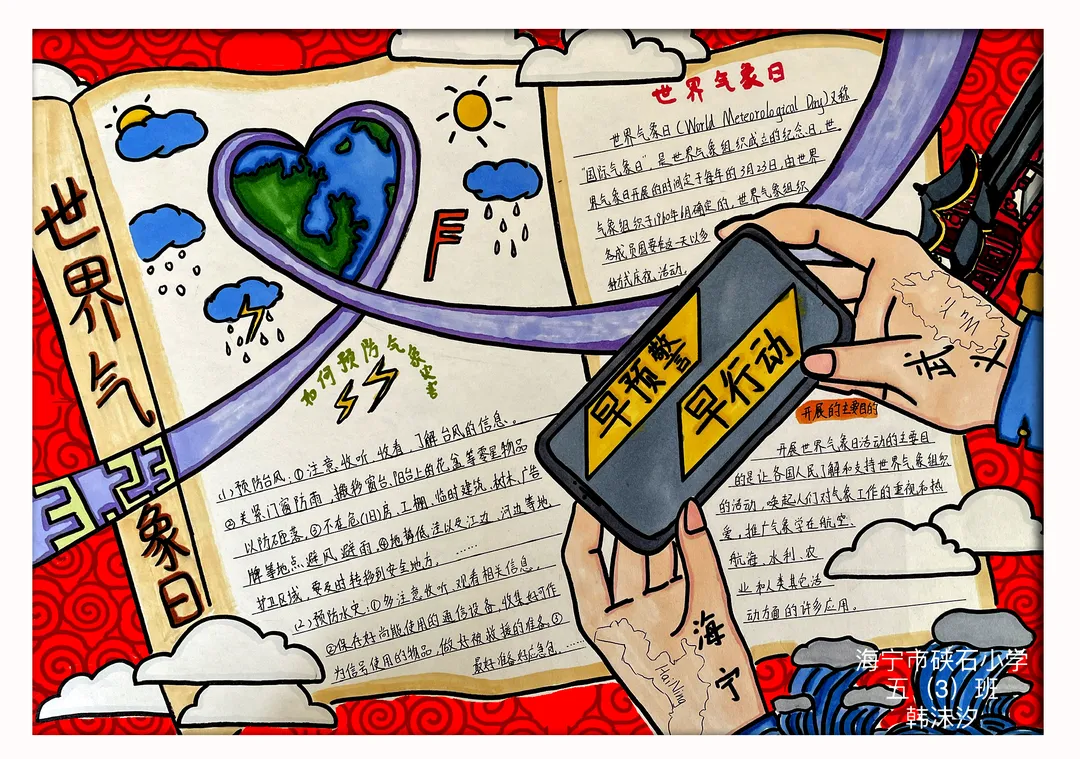 世界气象日
世界气象日
世界气象日(World Meteorological Day)又称
"国际气象日"是世界气象组织成立的纪念日,世
界气象日开展的时间定于每年的3月23日,由世界
气象组织于1960年6月确定的,世界气象组织
各成员国要在这一天以多
种方式庆祝活动。
如何预防气象灾害
(1)预防台风:①注意收听、收看、了解台风的信息。
②关紧门窗防雨,搬移窗台、阳台上的花盆等零星物品
以防砸落。③不在危(旧)房、工棚、临时建筑、树木、广告
牌等地点避风避雨。④地势低洼以及江边、河边等地
区域,要及时转移到安全地方。……
(2)预防水灾:①多注意收听、观看相关信息。
②保存好尚能使用的通信设备,收集好可作
为信号使用的物品,做好被救援的准备。③
最好准备好应急包。……
早预警
早行动
武
汉
海
宁
HaiNing
开展的主要目的
开展世界气象日活动的主要目
的是让各国人民了解和支持世界气象组织
的活动,唤起人们对气象工作的重视和热
爱,推广气象学在航空、
航海、水利、农
业和人类其它活
动方面的许多应用。
海宁市硖石小学
五(3)班
韩沫汐